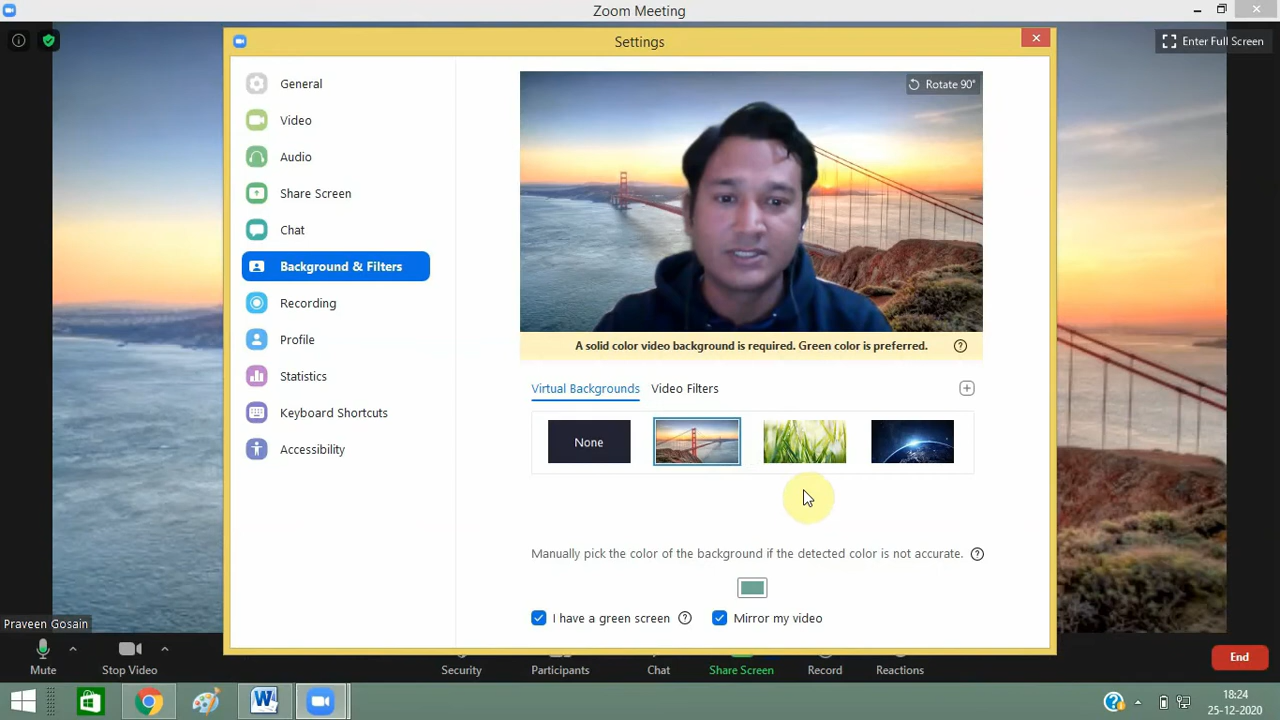 Zoom Meeting
Settings
Enter Full Screen
General
Video
Audio
Share Screen
Chat
Background & Filters
Recording
Profile
Statistics
Keyboard Shortcuts
Accessibility
Rotate 90°
A solid color video background is required. Green color is preferred.
Virtual Backgrounds
Video Filters
None
Manually pick the color of the background if the detected color is not accurate.
I have a green screen
Mirror my video
Praveen Gosain
Mute
Stop Video
Security
Participants
Chat
Share Screen
Record
Reactions
End
18:24
25-12-2020